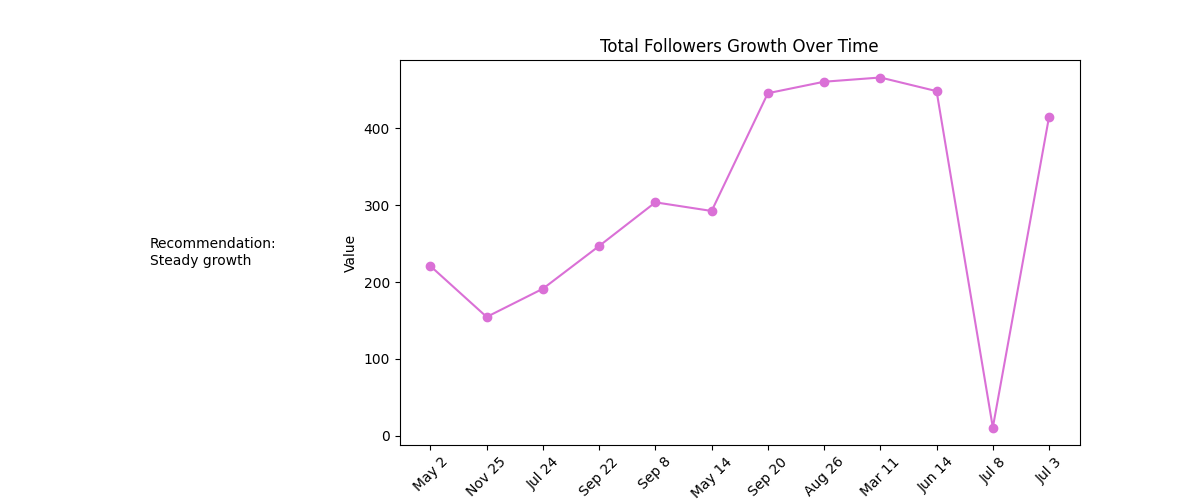 Total Followers Growth Over Time
Recommendation:
Steady growth
Value
400
300
200
100
0
May 2
Nov 25
Jul 24
Sep 22
Sep 8
May 14
Sep 20
Aug 26
Mar 11
Jun 14
Jul 8
Jul 3